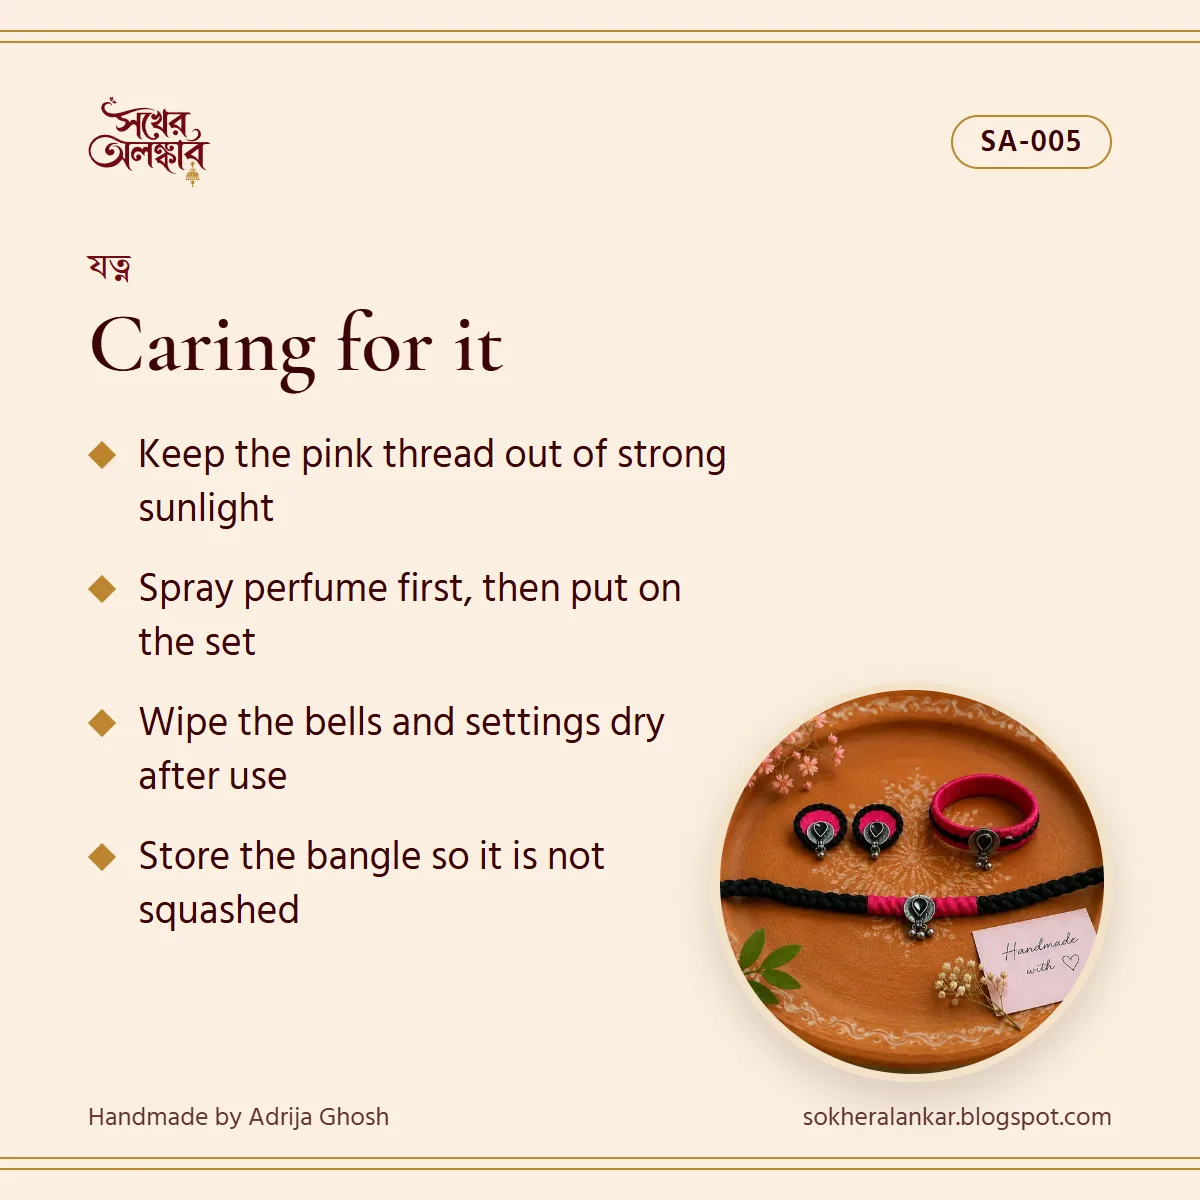 সখের
অলঙ্কার
SA-005
যত্ন
Caring for it
Keep the pink thread out of strong
sunlight
Spray perfume first, then put on
the set
Wipe the bells and settings dry
after use
Store the bangle so it is not
squashed
Handmade
with
Handmade by Adrija Ghosh
sokheralankar.blogspot.com